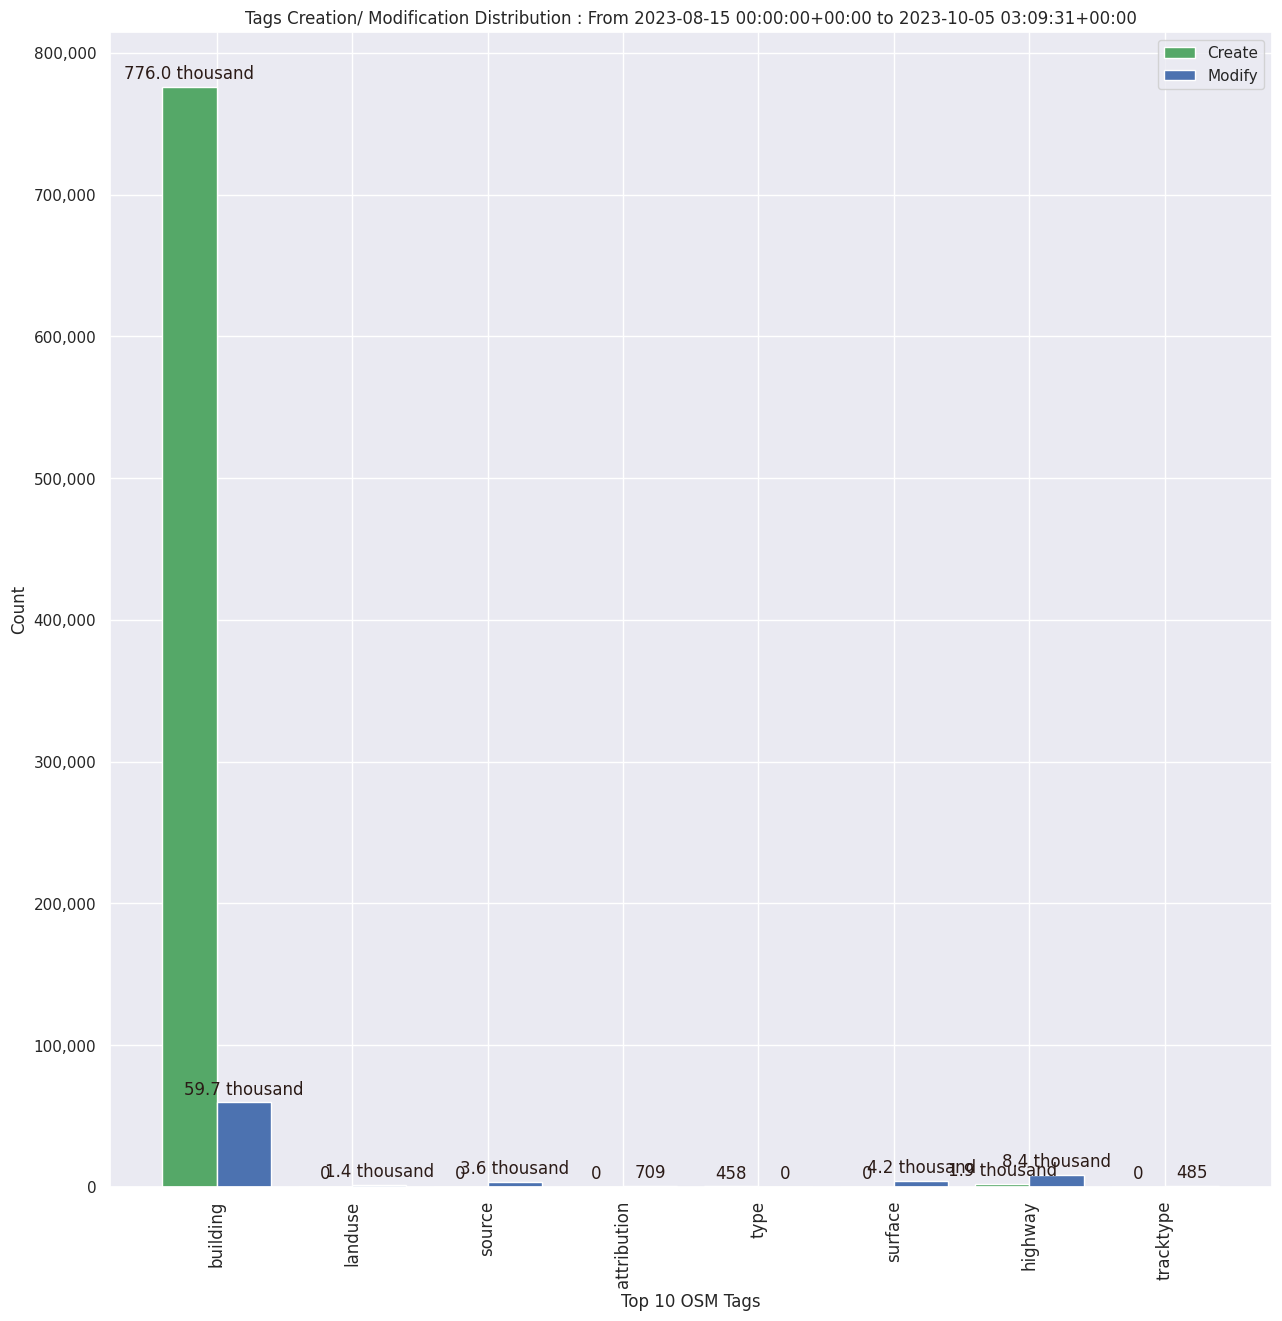 Tags Creation/ Modification Distribution : From 2023-08-15 00:00:00+00:00 to 2023-10-05 03:09:31+00:00
Create
Modify
800,000
700,000
600,000
500,000
400,000
300,000
200,000
100,000
0
Count
776.0 thousand
59.7 thousand
0
1.4 thousand
0
3.6 thousand
0
709
458
0
0
4.2 thousand
1.9 thousand
8.4 thousand
0
485
building
landuse
source
attribution
type
surface
highway
tracktype
Top 10 OSM Tags